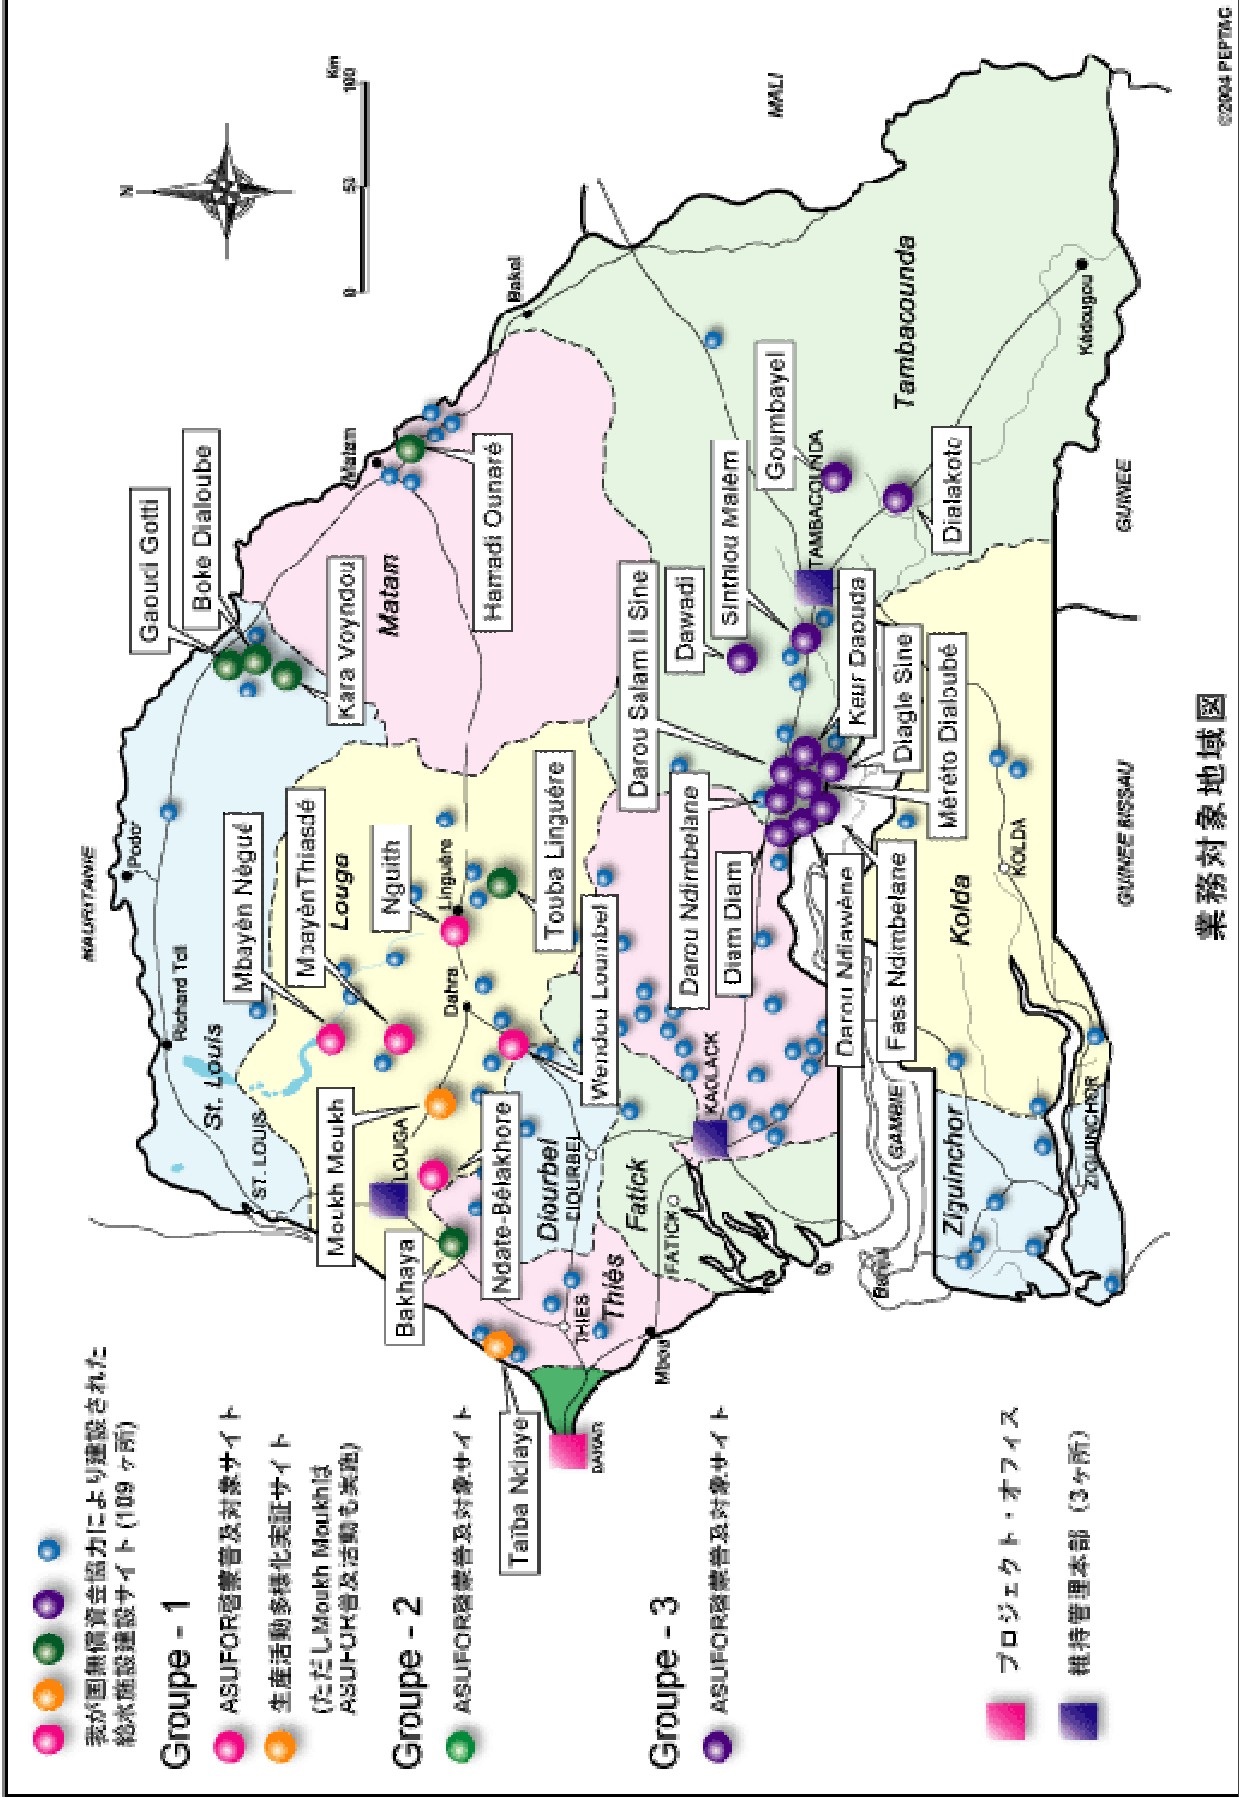 我が国無償資金協力により建設された
給水施設建設サイト(109ヶ所)
Groupe - 1
ASUFOR啓蒙普及対象サイト
生産活動多様化実証サイト
(ただしMoukh Moukhは
ASUFOR普及活動も実施)
Groupe - 2
ASUFOR啓蒙普及対象サイト
Groupe - 3
ASUFOR啓蒙普及対象サイト
プロジェクト・オフィス
維持管理本部（3ヶ所）
N
0
50
100
Km
MAURITANIE
MALI
GUINEE
GUINEE BISSAU
GAMBIE
Podor
Richard Toll
St. Louis
ST. LOUIS
Gaoudi Gotti
Boke Dialoube
Kara Voyndou
Matam
Matam
Hamadi Ounaré
Bakel
Mbayèn Nègué
Mbayèn Thiasdé
Louga
Nguith
Linguère
Touba Linguère
Dahra
Wendou Loumbel
Moukh Moukh
LOUGA
Ndate-Bélakhore
Bakhaya
Diourbel
DIOURBEL
Fatick
FATICK
Thiès
THIES
Mbour
Taïba Ndiaye
DAKAR
KAOLACK
Darou Salam II Sine
Dawadi
Sinthiou Malèm
Goumbayel
TAMBACOUNDA
Tambacounda
Dialakoto
Kédougou
Keur Daouda
Diagle Sine
Méréto Dialoubé
Darou Ndimbelane
Diam Diam
Darou Ndiawène
Fass Ndimbelane
Kolda
KOLDA
Banjul
Ziguinchor
ZIGUINCHOR
業務対象地域図
©2004 PEPTAC